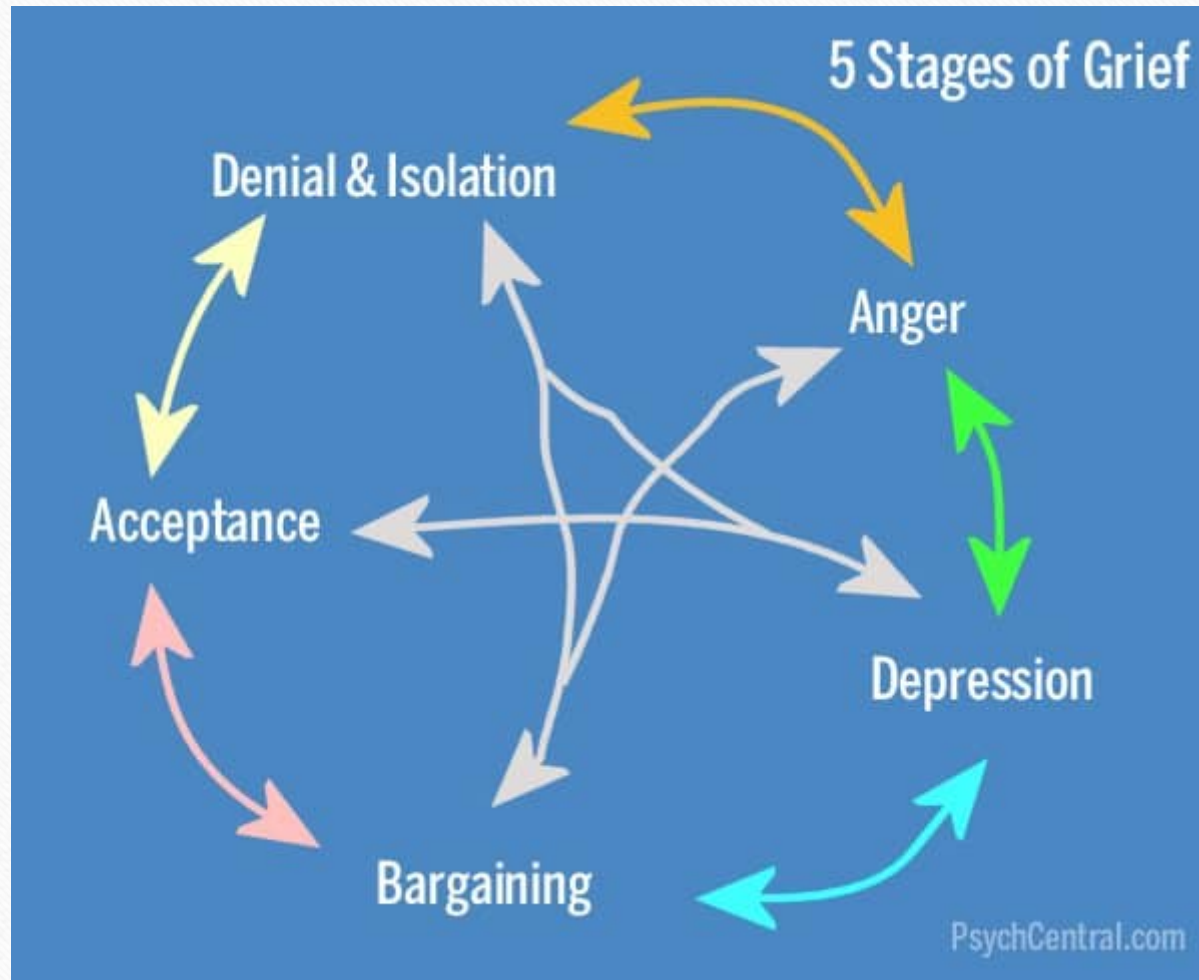 5 Stages of Grief
Denial & Isolation
Anger
Acceptance
Depression
Bargaining
PsychCentral.com